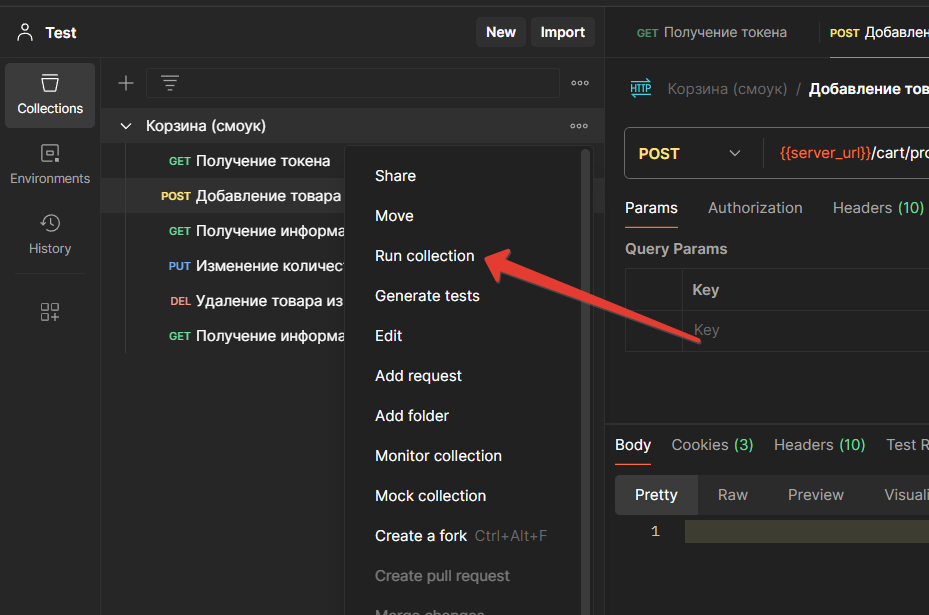 Test
New
Import
GET Получение токена
POST Добавлен
Collections
Корзина (смоук) / Добавление тов
Корзина (смоук)
GET Получение токена
POST Добавление товара
GET Получение информа
PUT Изменение количес
DEL Удаление товара из
GET Получение информа
Environments
History
Share
Move
Run collection
Generate tests
Edit
Add request
Add folder
Monitor collection
Mock collection
Create a fork Ctrl+Alt+F
Create pull request
Merge changes
HTTP
POST
{{server_url}}/cart/pro
Params
Authorization
Headers (10)
Query Params
Key
Key
Body
Cookies (3)
Headers (10)
Test R
Pretty
Raw
Preview
Visuali
1